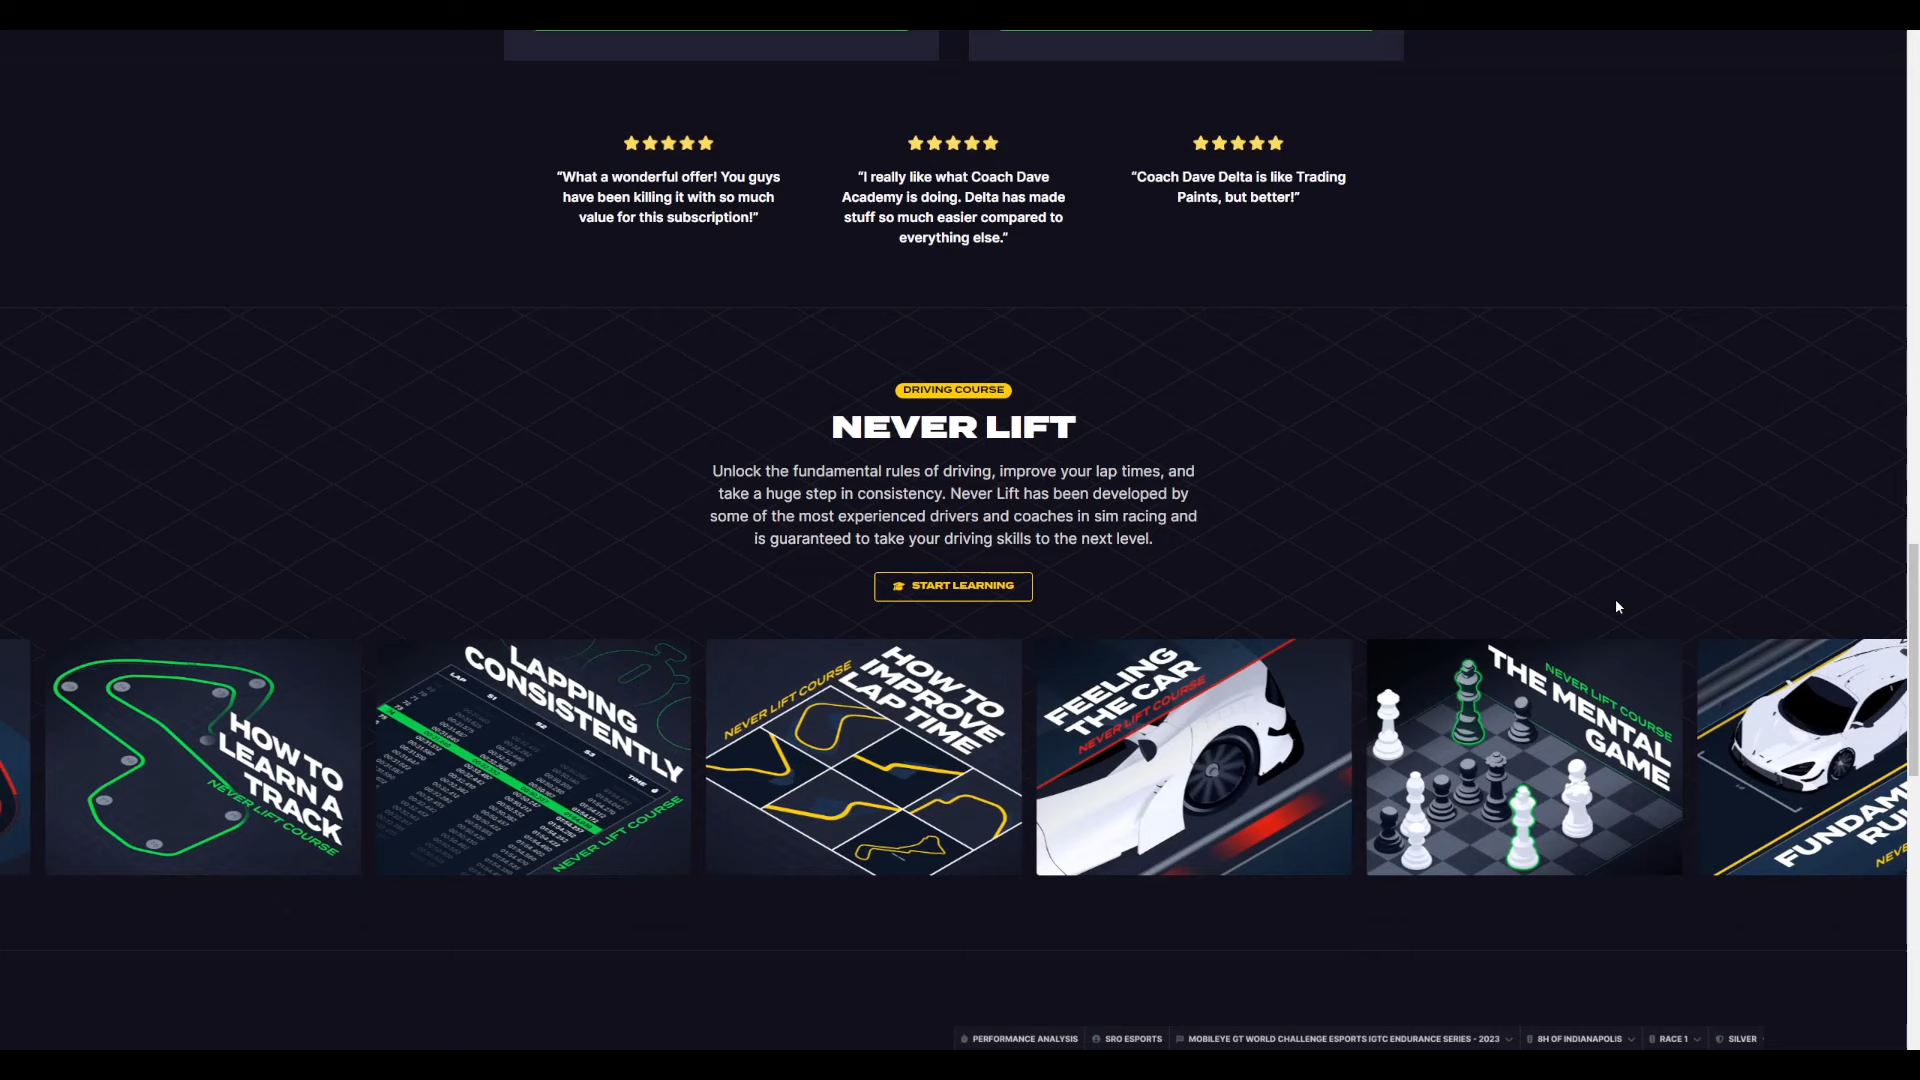 “What a wonderful offer! You guys
have been killing it with so much
value for this subscription!”
“I really like what Coach Dave
Academy is doing. Delta has made
stuff so much easier compared to
everything else.”
“Coach Dave Delta is like Trading
Paints, but better!”
DRIVING COURSE
NEVER LIFT
Unlock the fundamental rules of driving, improve your lap times, and
take a huge step in consistency. Never Lift has been developed by
some of the most experienced drivers and coaches in sim racing and
is guaranteed to take your driving skills to the next level.
START LEARNING
HOW TO
LEARN A
TRACK
NEVER LIFT COURSE
LAPPING
CONSISTENTLY
LAP
S1
S2
S3
TIME
NEVER LIFT COURSE
NEVER LIFT COURSE
HOW TO
IMPROVE
LAP TIME
FEELING
THE CAR
NEVER LIFT COURSE
NEVER LIFT COURSE
THE MENTAL
GAME
PERFORMANCE ANALYSIS
SRO ESPORTS
MOBILEYE GT WORLD CHALLENGE ESPORTS IGTC ENDURANCE SERIES - 2023
8H OF INDIANAPOLIS
RACE 1
SILVER